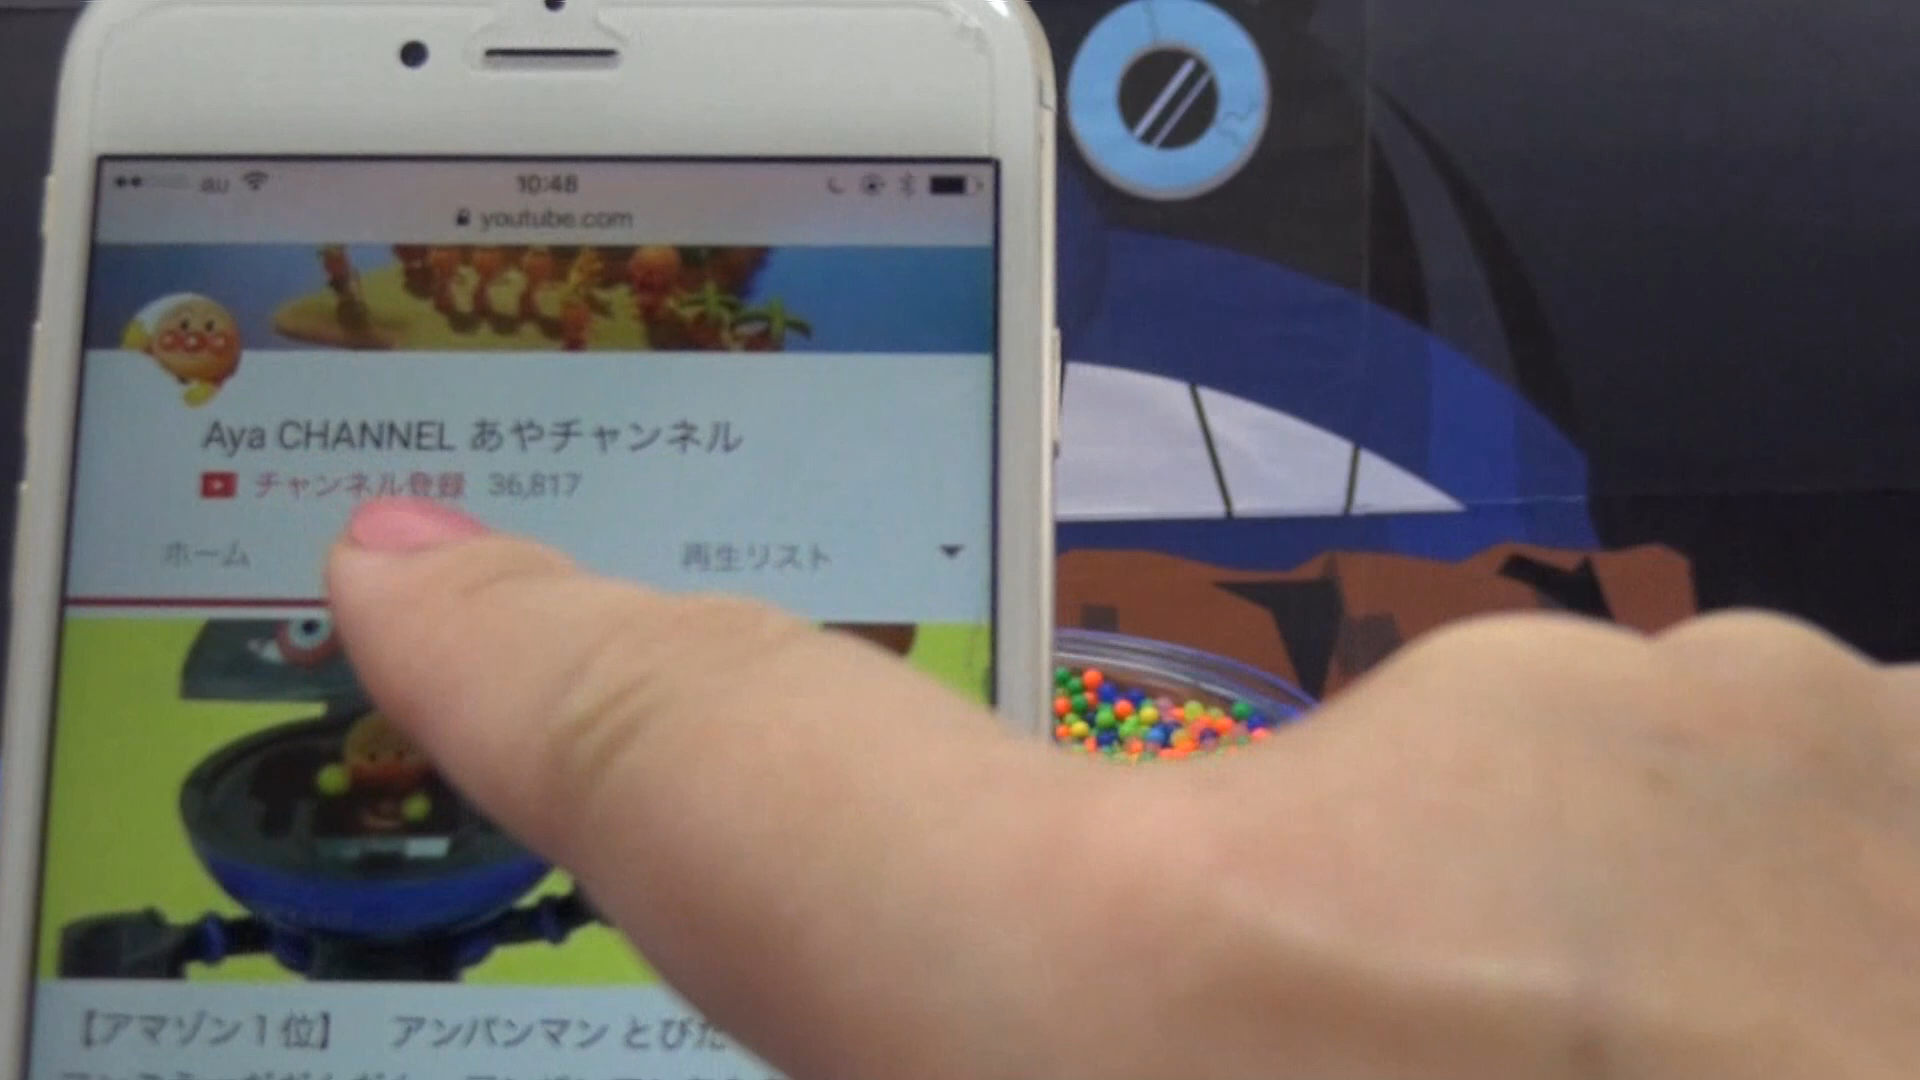 au 10:48
youtube.com
Aya CHANNEL あやチャンネル
チャンネル登録 36,817
ホーム 再生リスト
【アマゾン1位】 アンパンマン とびだ